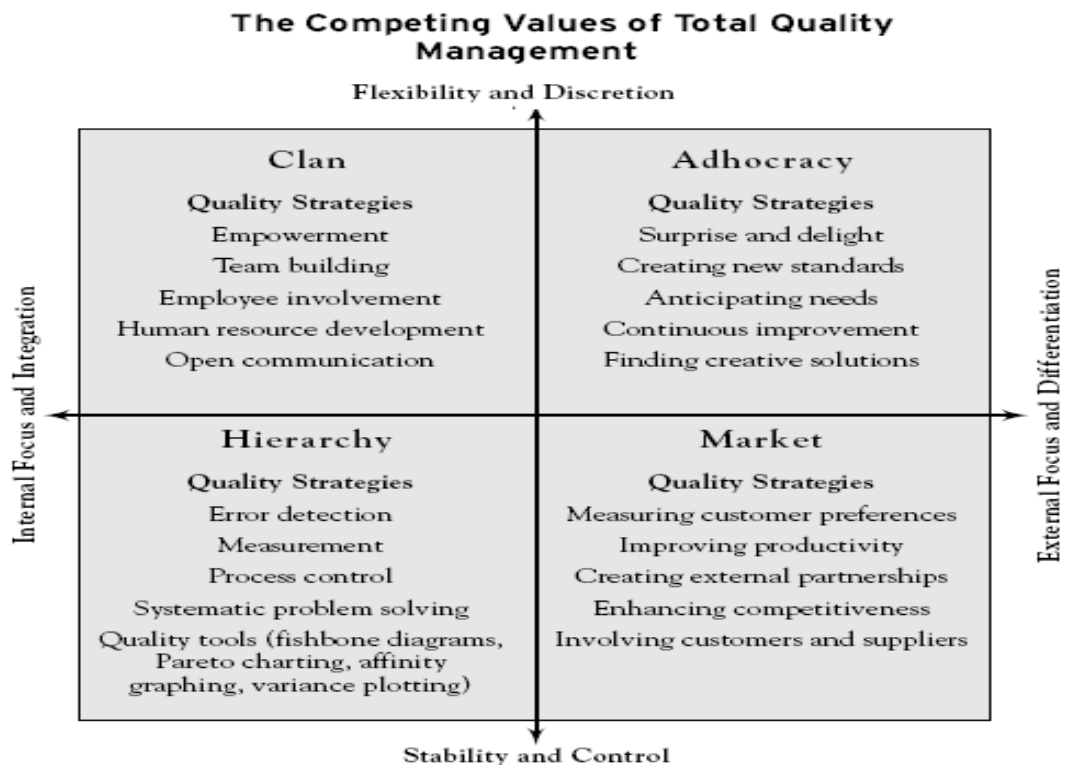 The Competing Values of Total Quality
Management
Flexibility and Discretion
Internal Focus and Integration
Clan
Quality Strategies
Empowerment
Team building
Employee involvement
Human resource development
Open communication
Adhocracy
Quality Strategies
Surprise and delight
Creating new standards
Anticipating needs
Continuous improvement
Finding creative solutions
Hierarchy
Quality Strategies
Error detection
Measurement
Process control
Systematic problem solving
Quality tools (fishbone diagrams,
Pareto charting, affinity
graphing, variance plotting)
Market
Quality Strategies
Measuring customer preferences
Improving productivity
Creating external partnerships
Enhancing competitiveness
Involving customers and suppliers
External Focus and Differentiation
Stability and Control